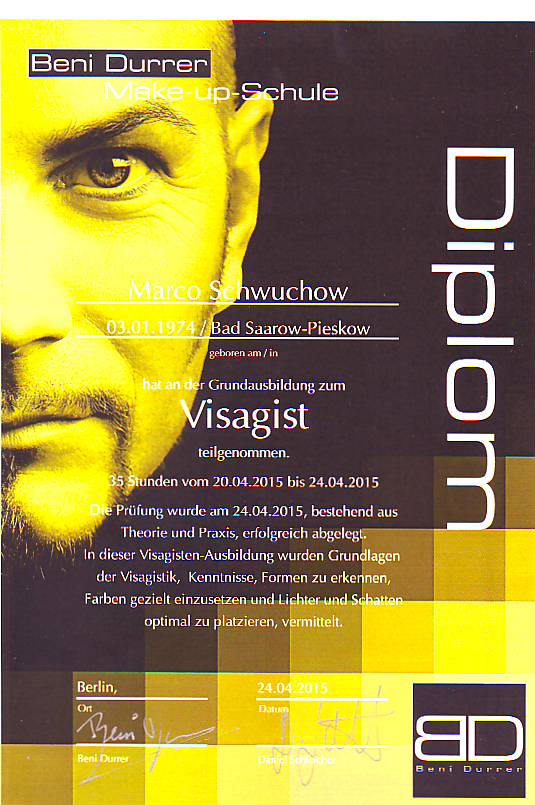 Beni Durrer
Make-up-Schule
Diplom
Marco Schwuchow
03.01.1974 / Bad Saarow-Pieskow
geboren am / in
hat an der Grundausbildung zum
Visagist
teilgenommen.
35 Stunden vom 20.04.2015 bis 24.04.2015
Die Prüfung wurde am 24.04.2015, bestehend aus
Theorie und Praxis, erfolgreich abgelegt.
In dieser Visagisten-Ausbildung wurden Grundlagen
der Visagistik, Kenntnisse, Formen zu erkennen,
Farben gezielt einzusetzen und Lichter und Schatten
optimal zu platzieren, vermittelt.
Berlin, 24.04.2015
Ort Datum
Beni Durrer Daniel
BD
Beni Durrer